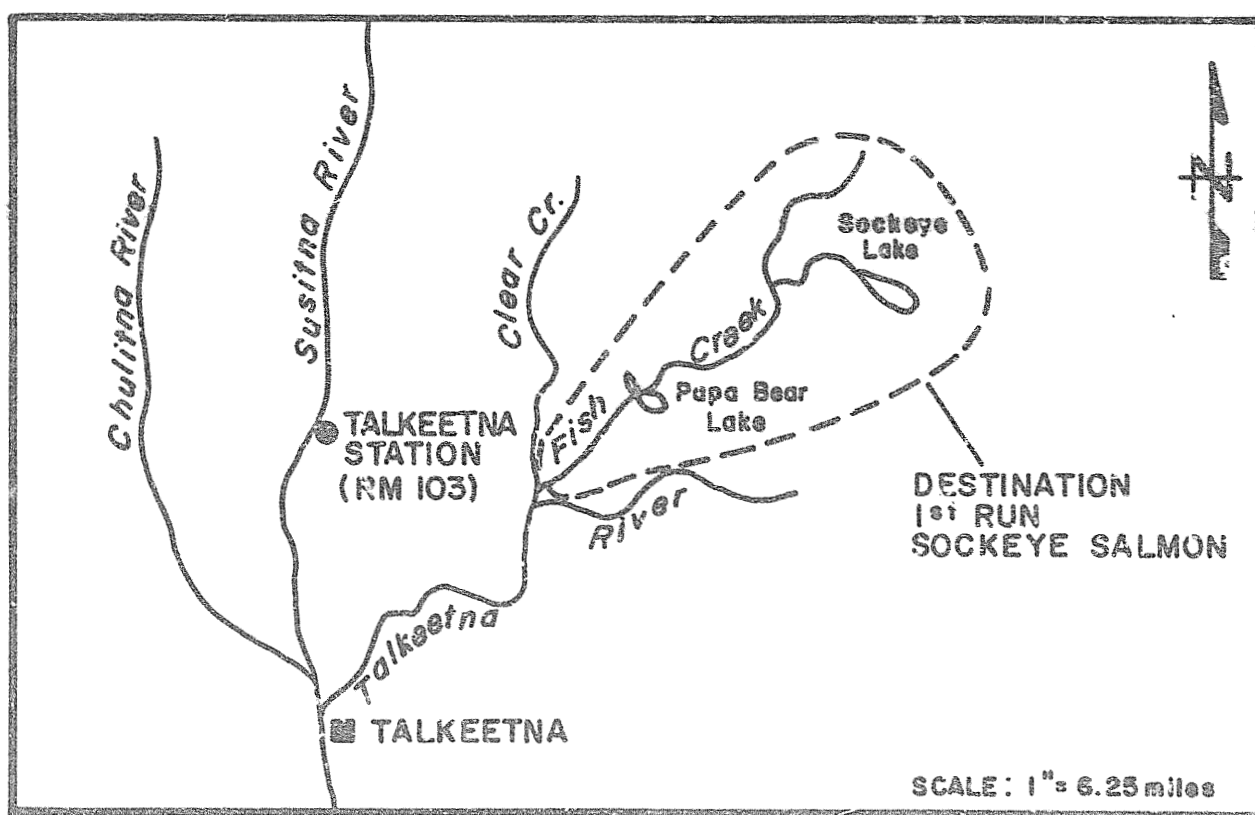 Chulitna River
Susitna River
Clear Cr.
Sockeye
Lake
Fish Creek
Papa Bear
Lake
TALKEETNA
STATION
(RM 103)
Talkeetna River
DESTINATION
1st RUN
SOCKEYE SALMON
TALKEETNA
SCALE: 1" = 6.25 miles